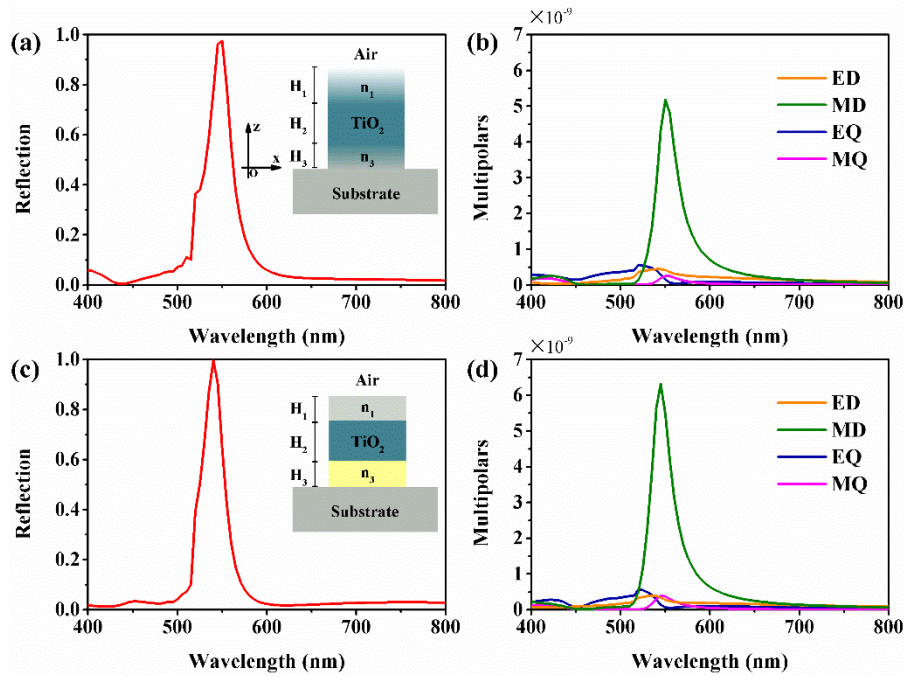 (a)
Reflection
1.0
0.8
0.6
0.4
0.2
0.0
400 500 600 700 800
Wavelength (nm)
Air
H₁
n₁
H₂
TiO₂
H₃
n₃
z
x
O
Substrate
(b)
×10⁻⁹
Multipolars
7
6
5
4
3
2
1
0
400 500 600 700 800
Wavelength (nm)
ED
MD
EQ
MQ
(c)
Reflection
1.0
0.8
0.6
0.4
0.2
0.0
400 500 600 700 800
Wavelength (nm)
Air
H₁
n₁
H₂
TiO₂
H₃
n₃
Substrate
(d)
×10⁻⁹
Multipolars
7
6
5
4
3
2
1
0
400 500 600 700 800
Wavelength (nm)
ED
MD
EQ
MQ